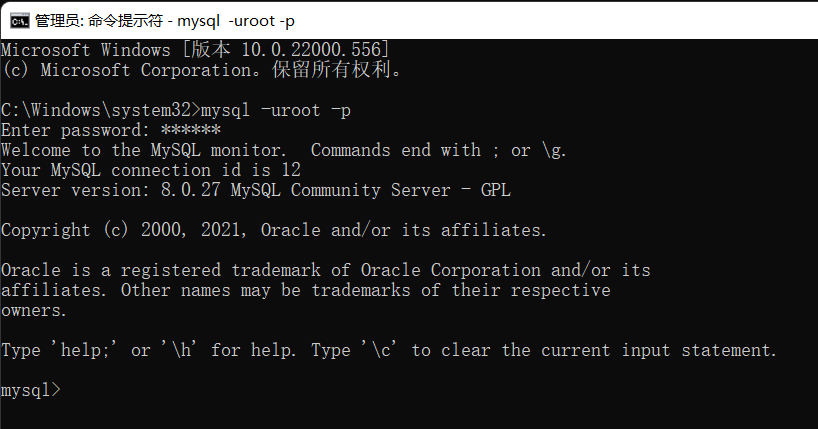 管理员: 命令提示符 - mysql  -uroot -p
Microsoft Windows [版本 10.0.22000.556]
(c) Microsoft Corporation。保留所有权利。
C:\Windows\system32>mysql -uroot -p
Enter password: ******
Welcome to the MySQL monitor.  Commands end with ; or \g.
Your MySQL connection id is 12
Server version: 8.0.27 MySQL Community Server - GPL
Copyright (c) 2000, 2021, Oracle and/or its affiliates.
Oracle is a registered trademark of Oracle Corporation and/or its
affiliates. Other names may be trademarks of their respective
owners.
Type 'help;' or '\h' for help. Type '\c' to clear the current input statement.
mysql>